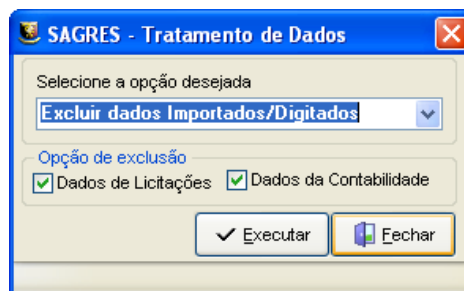 SAGRES - Tratamento de Dados
Selecione a opção desejada
Excluir dados Importados/Digitados
Opção de exclusão
Dados de Licitações Dados da Contabilidade
Executar Fechar